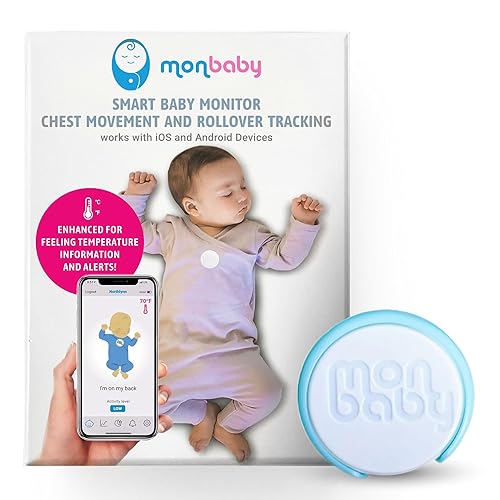 monbaby
SMART BABY MONITOR
CHEST MOVEMENT AND ROLLOVER TRACKING
works with iOS and Android Devices
°C
°F
ENHANCED FOR
FEELING TEMPERATURE
INFORMATION
AND ALERTS!
70°F
I'm on my back
Activity level
LOW
mon
baby